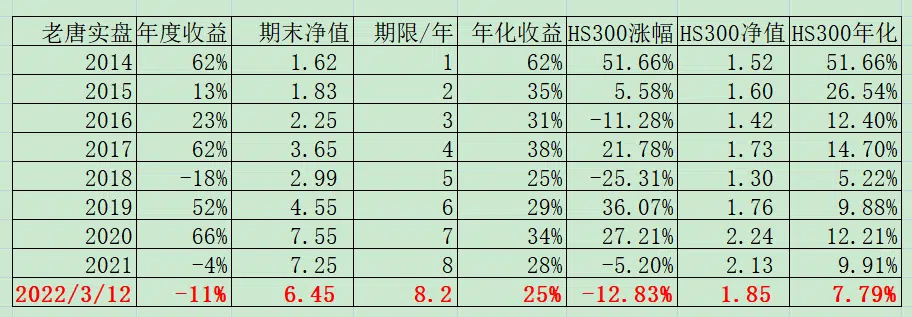 老唐实盘 年度收益 期末净值 期限/年 年化收益 HS300涨幅 HS300净值 HS300年化
2014 62% 1.62 1 62% 51.66% 1.52 51.66%
2015 13% 1.83 2 35% 5.58% 1.60 26.54%
2016 23% 2.25 3 31% -11.28% 1.42 12.40%
2017 62% 3.65 4 38% 21.78% 1.73 14.70%
2018 -18% 2.99 5 25% -25.31% 1.30 5.22%
2019 52% 4.55 6 29% 36.07% 1.76 9.88%
2020 66% 7.55 7 34% 27.21% 2.24 12.21%
2021 -4% 7.25 8 28% -5.20% 2.13 9.91%
2022/3/12 -11% 6.45 8.2 25% -12.83% 1.85 7.79%